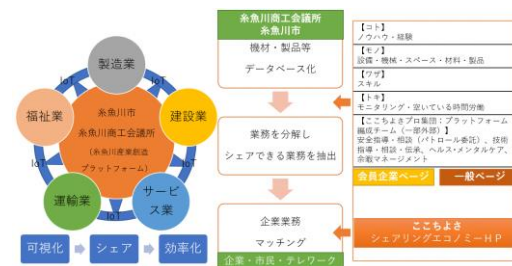 製造業
IoT
IoT
福祉業
建設業
糸魚川市
糸魚川商工会議所
(糸魚川産業創造
プラットフォーム)
IoT
IoT
運輸業
サービ
ス業
IoT
可視化
シェア
効率化
糸魚川商工会議所
糸魚川市
機材・製品等
データベース化
業務を分解し
シェアできる業務を抽出
企業業務
マッチング
企業・市民・テレワーク
【コト】
ノウハウ・経験
【モノ】
設備・機械・スペース・材料・製品
【ワザ】
スキル
【トキ】
モニタリング・空いている時間労働
【ここちよさプロ集団：プラットフォーム
編成チーム（一部外部）】
安全指導・相談（パトロール委託）、技術
指導・相談・伝承、ヘルス・メンタルケア、
余暇マネージメント
会員企業ページ
一般ページ
ここちよさ
シェアリングエコノミーＨＰ